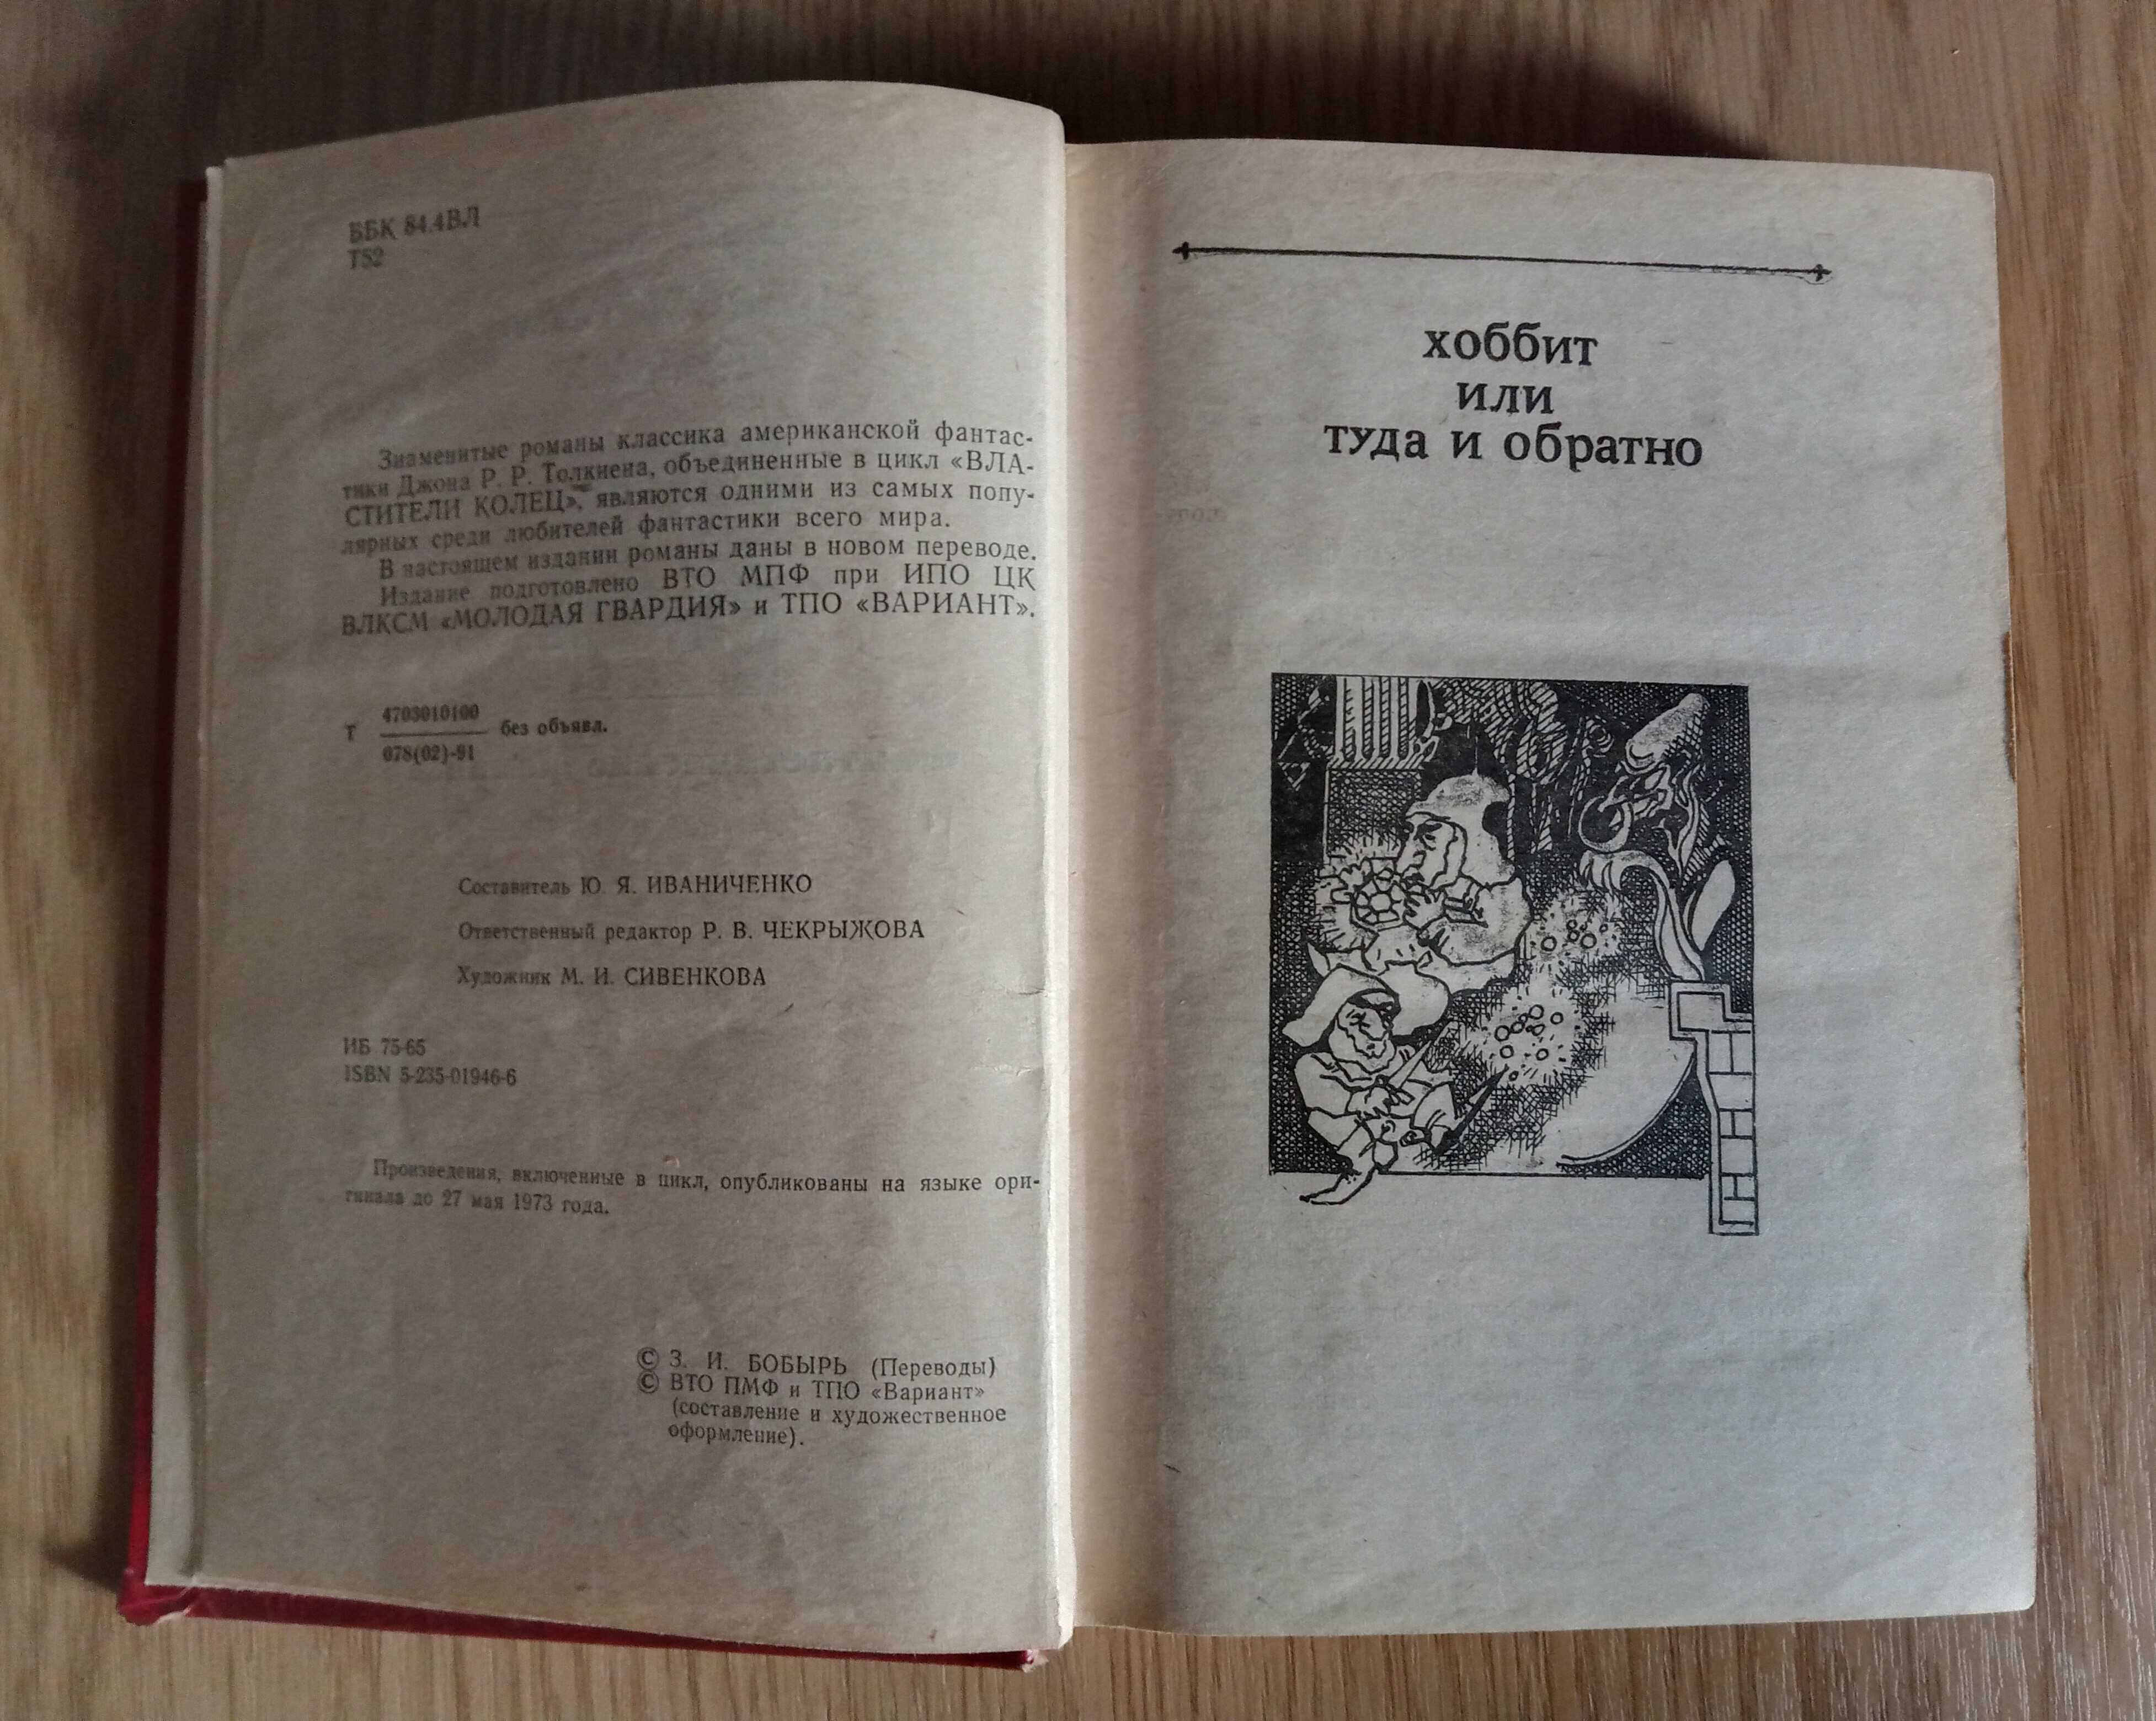 ББК 84.4ВЛ
Т52
Знаменитые романы классика американской фантас-
тики Джона Р. Р. Толкиена, объединенные в цикл «ВЛА-
СТИТЕЛИ КОЛЕЦ», являются одними из самых попу-
лярных среди любителей фантастики всего мира.
В настоящем издании романы даны в новом переводе.
Издание подготовлено ВТО МПФ при ИПО ЦК
ВЛКСМ «МОЛОДАЯ ГВАРДИЯ» и ТПО «ВАРИАНТ».
4703010100
Т без объявл.
078(02)-91
Составитель Ю. Я. ИВАНИЧЕНКО
Ответственный редактор Р. В. ЧЕКРЫЖОВА
Художник М. И. СИВЕНКОВА
ИБ 75-65
ISBN 5-235-01946-6
Произведения, включенные в цикл, опубликованы на языке ори-
гинала до 27 мая 1973 года.
© З. И. БОБЫРЬ (Переводы)
© ВТО ПМФ и ТПО «Вариант»
(составление и художественное
оформление).
хоббит
или
туда и обратно